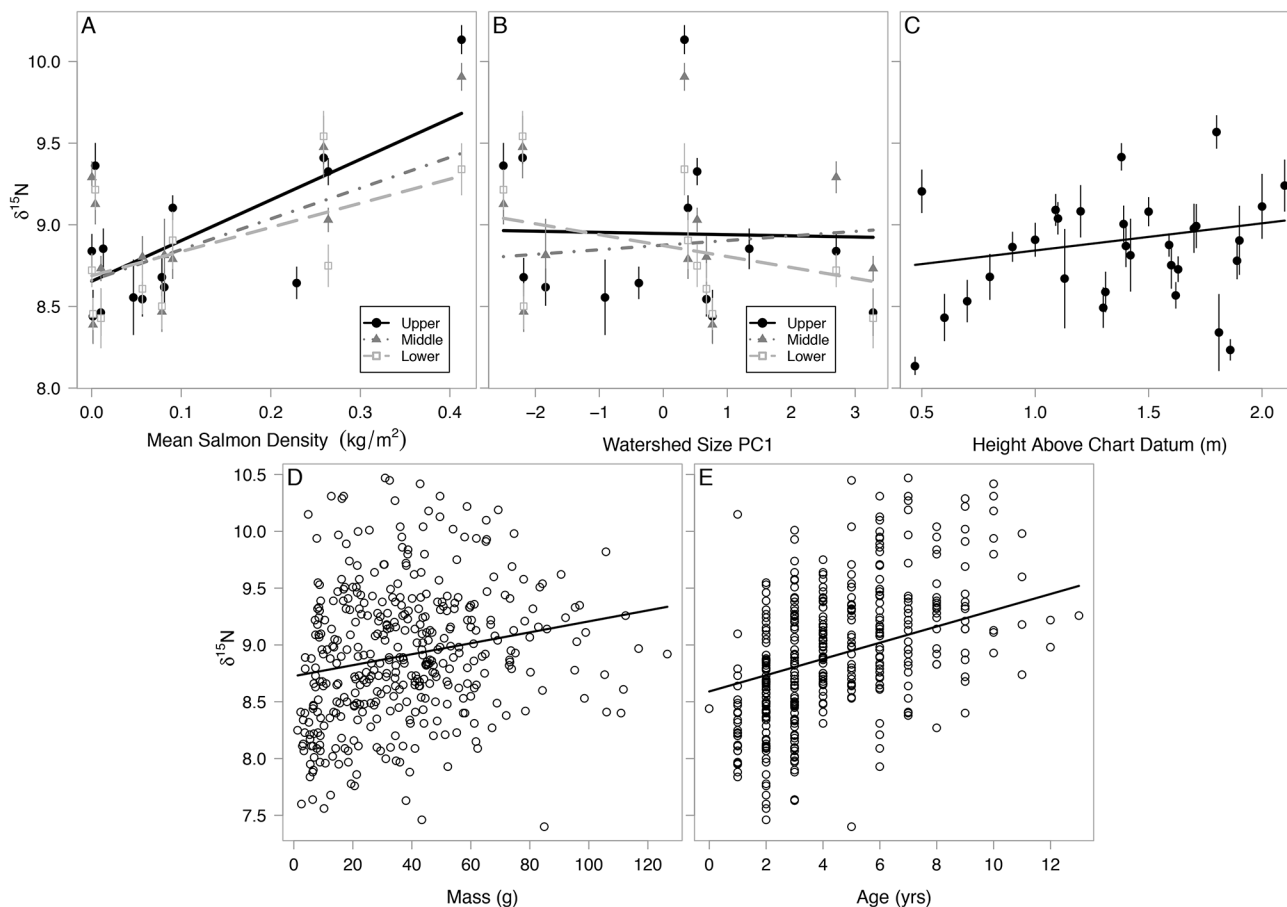 A
B
C
δ¹⁵N
10.0
9.5
9.0
8.5
8.0
Upper
Middle
Lower
Upper
Middle
Lower
0.0 0.1 0.2 0.3 0.4
−2 −1 0 1 2 3
0.5 1.0 1.5 2.0
Mean Salmon Density (kg/m²)
Watershed Size PC1
Height Above Chart Datum (m)
D
E
δ¹⁵N
10.5
10.0
9.5
9.0
8.5
8.0
7.5
0 20 40 60 80 100 120
0 2 4 6 8 10 12
Mass (g)
Age (yrs)